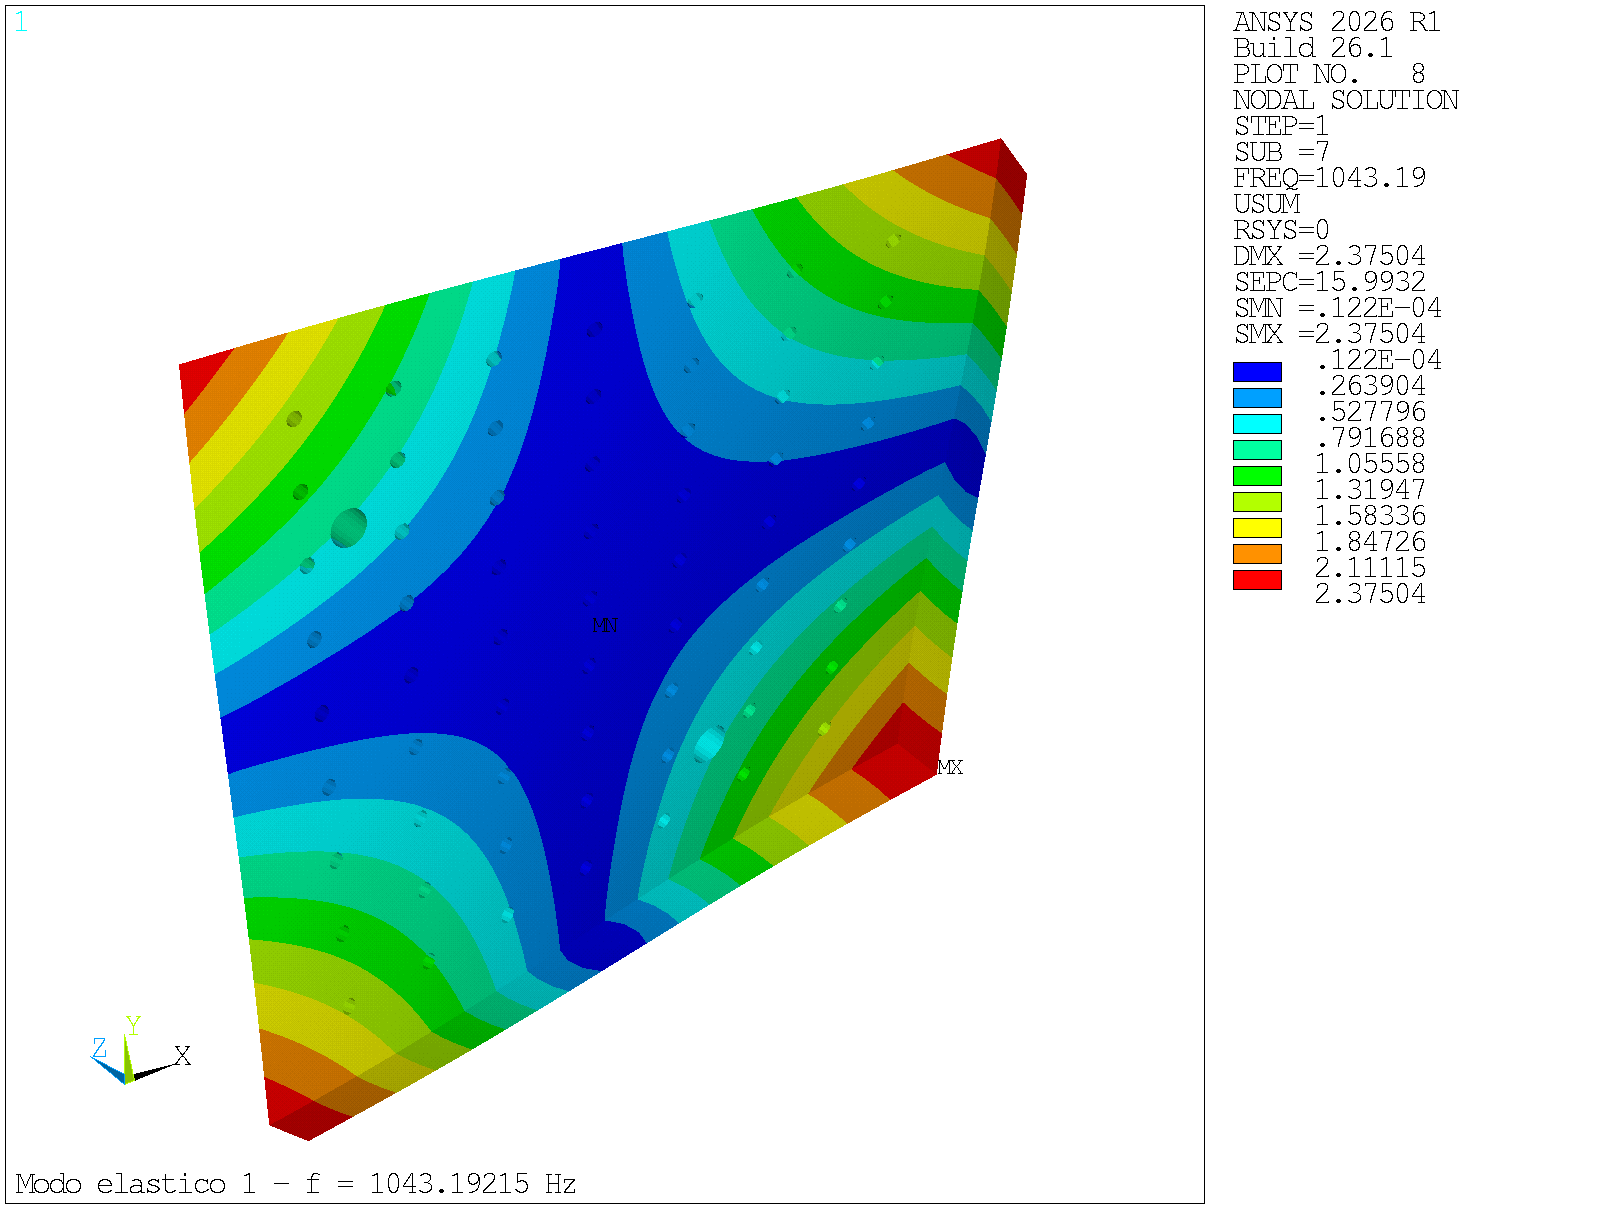 1
ANSYS 2026 R1
Build 26.1
PLOT NO.   8
NODAL SOLUTION
STEP=1
SUB =7
FREQ=1043.19
USUM
RSYS=0
DMX =2.37504
SEPC=15.9932
SMN =.122E-04
SMX =2.37504
.122E-04
.263904
.527796
.791688
1.05558
1.31947
1.58336
1.84726
2.11115
2.37504
MN
MX
Y
Z
X
Modo elastico 1 - f = 1043.19215 Hz